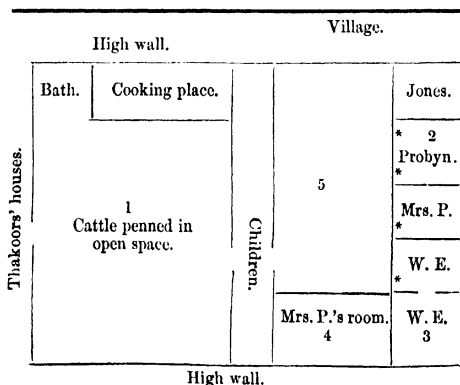 Village.
High wall.
Bath.
Cooking place.
Jones.
* 2
Probyn.
*
Thakoors' houses.
1
Cattle penned in
open space.
Children.
5
Mrs. P.
*
W. E.
*
Mrs. P.'s room.
4
W. E.
3
High wall.